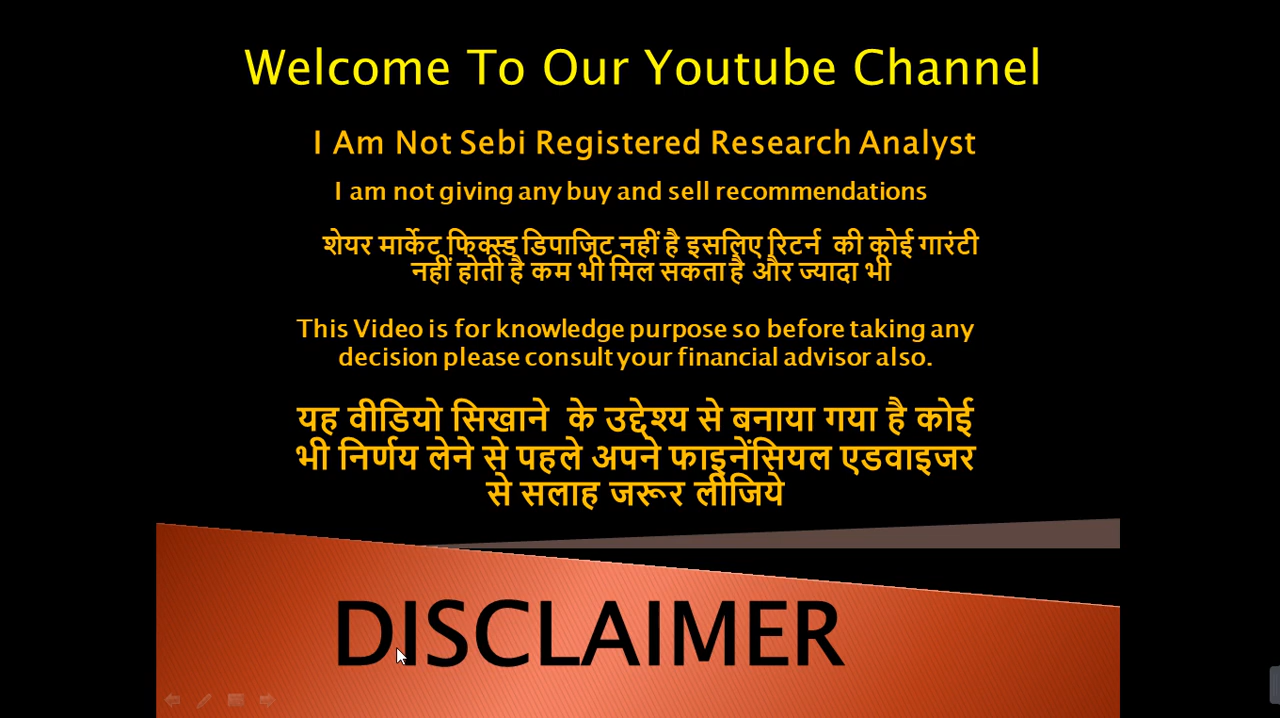 Welcome To Our Youtube Channel
I Am Not Sebi Registered Research Analyst
I am not giving any buy and sell recommendations
शेयर मार्केट फिक्स्ड डिपाजिट नहीं है इसलिए रिटर्न की कोई गारंटी
नहीं होती है कम भी मिल सकता है और ज्यादा भी
This Video is for knowledge purpose so before taking any
decision please consult your financial advisor also.
यह वीडियो सिखाने के उद्देश्य से बनाया गया है कोई
भी निर्णय लेने से पहले अपने फाइनेंसियल एडवाइजर
से सलाह जरूर लीजिये
DISCLAIMER